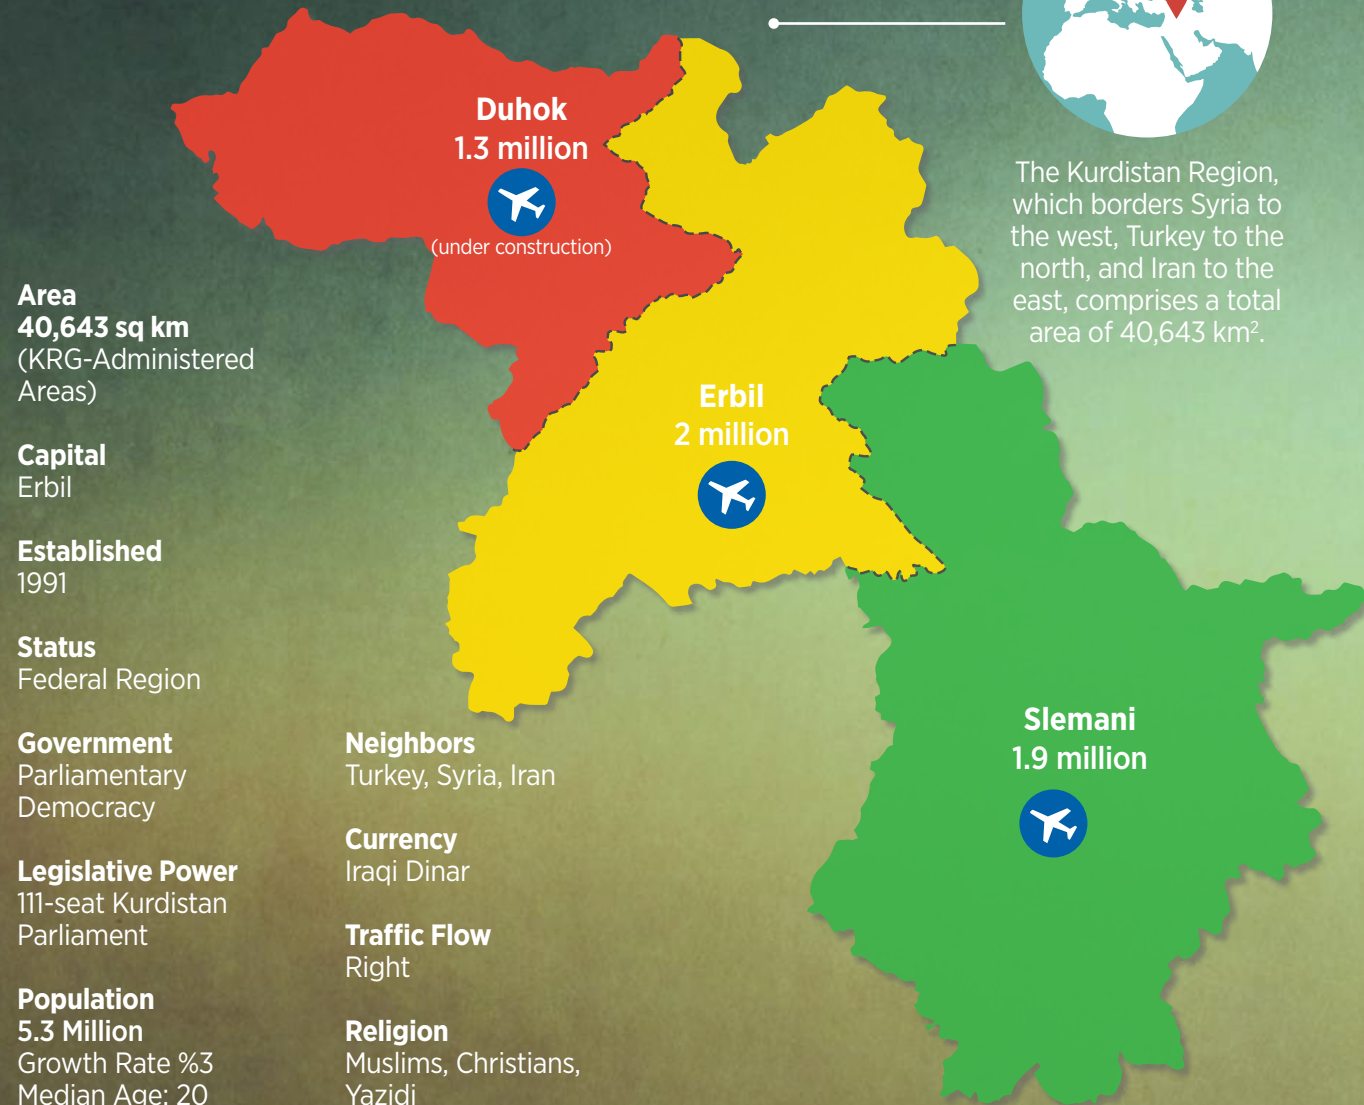 Duhok
1.3 million
(under construction)
The Kurdistan Region,
which borders Syria to
the west, Turkey to the
north, and Iran to the
east, comprises a total
area of 40,643 km².
Erbil
2 million
Slemani
1.9 million
Area
40,643 sq km
(KRG-Administered
Areas)
Capital
Erbil
Established
1991
Status
Federal Region
Government
Parliamentary
Democracy
Legislative Power
111-seat Kurdistan
Parliament
Population
5.3 Million
Growth Rate %3
Median Age: 20
Neighbors
Turkey, Syria, Iran
Currency
Iraqi Dinar
Traffic Flow
Right
Religion
Muslims, Christians,
Yazidi